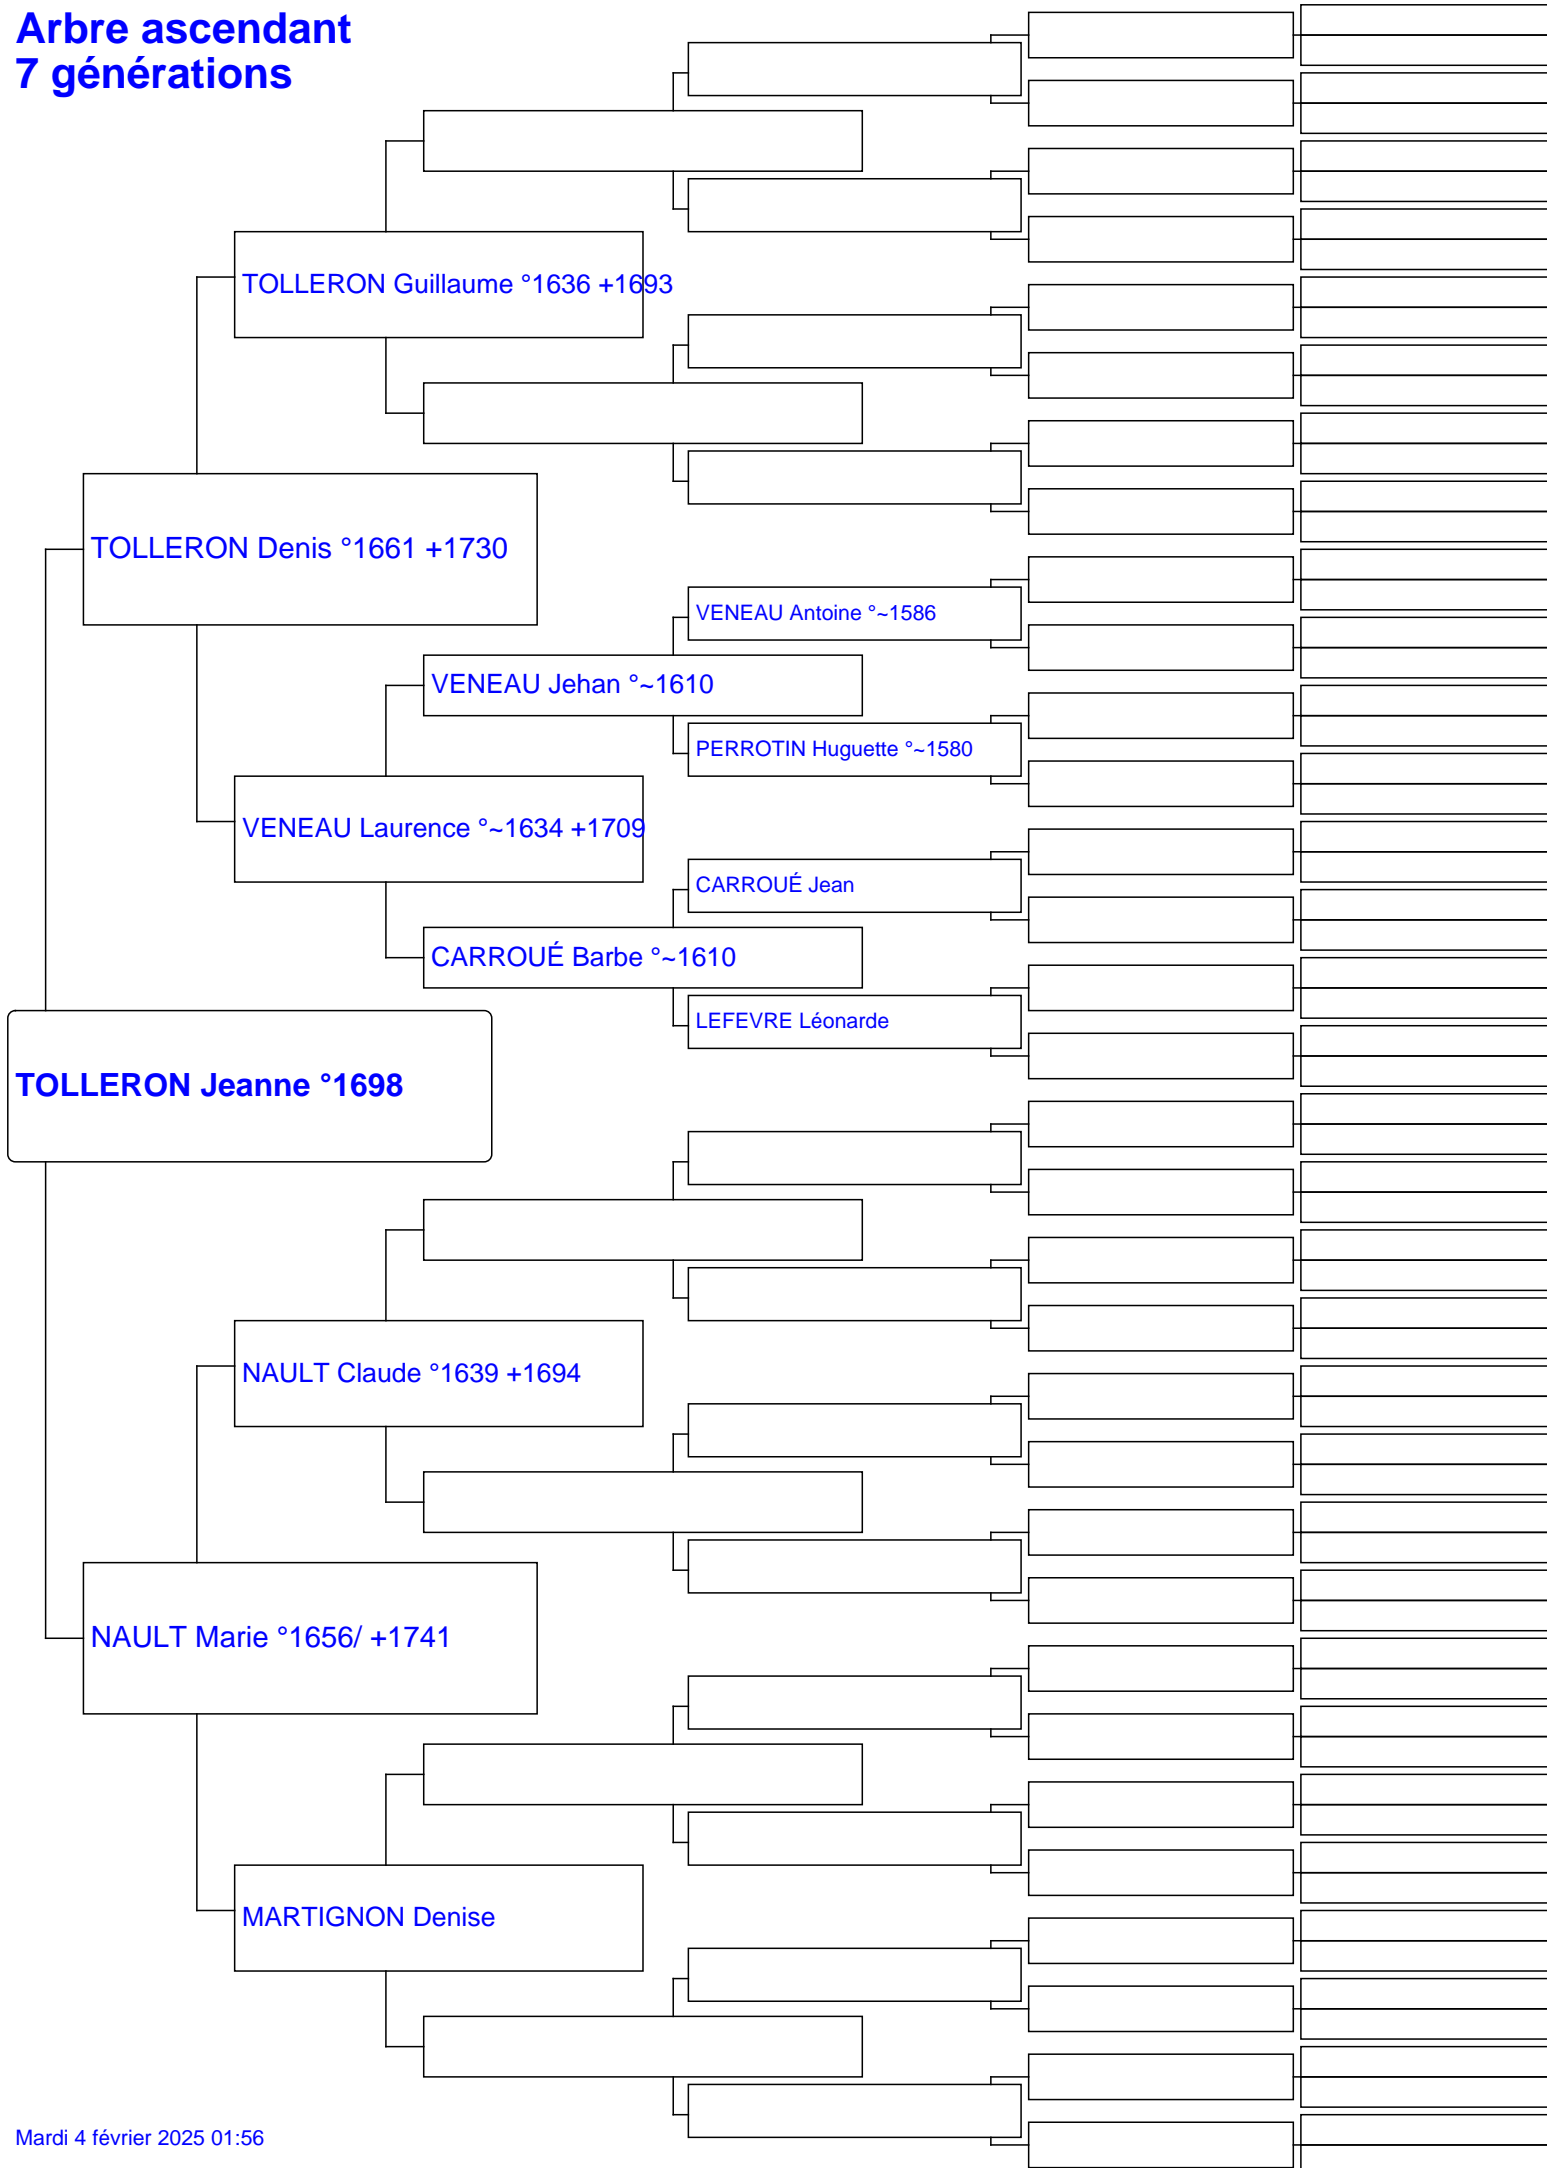 Arbre ascendant
7 générations
TOLLERON Guillaume °1636 +1693
TOLLERON Denis °1661 +1730
VENEAU Antoine °~1586
VENEAU Jehan °~1610
PERROTIN Huguette °~1580
VENEAU Laurence °~1634 +1709
CARROUÉ Jean
CARROUÉ Barbe °~1610
LEFEVRE Léonarde
TOLLERON Jeanne °1698
NAULT Claude °1639 +1694
NAULT Marie °1656/ +1741
MARTIGNON Denise
Mardi 4 février 2025 01:56